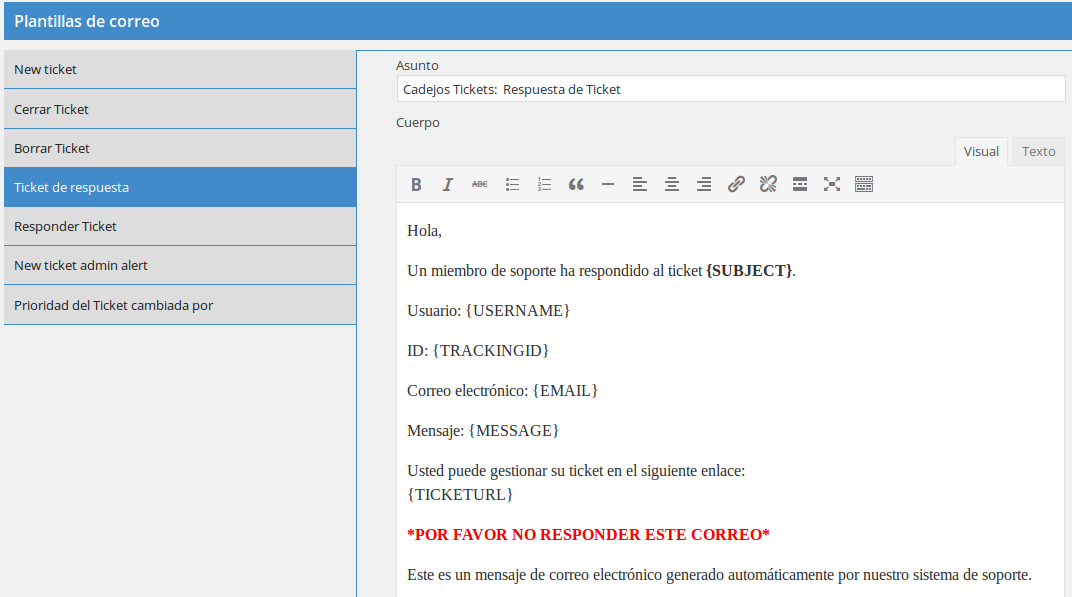 Plantillas de correo
New ticket
Cerrar Ticket
Borrar Ticket
Ticket de respuesta
Responder Ticket
New ticket admin alert
Prioridad del Ticket cambiada por
Asunto
Cadejos Tickets: Respuesta de Ticket
Cuerpo
Visual Texto
B I ABC
Hola,
Un miembro de soporte ha respondido al ticket {SUBJECT}.
Usuario: {USERNAME}
ID: {TRACKINGID}
Correo electrónico: {EMAIL}
Mensaje: {MESSAGE}
Usted puede gestionar su ticket en el siguiente enlace:
{TICKETURL}
*POR FAVOR NO RESPONDER ESTE CORREO*
Este es un mensaje de correo electrónico generado automáticamente por nuestro sistema de soporte.